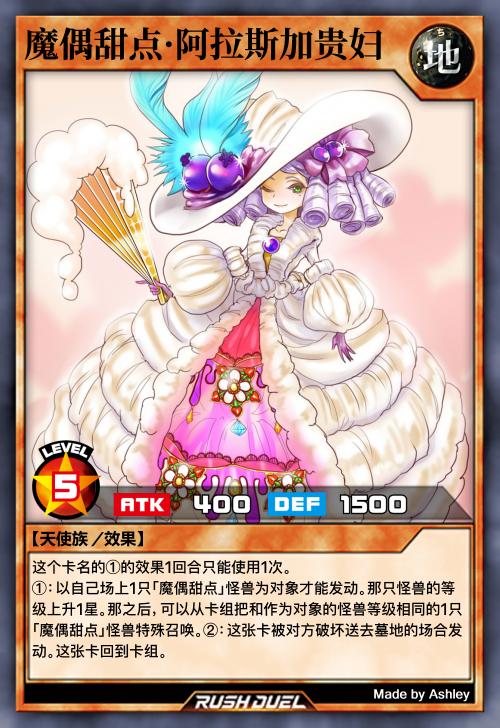 魔偶甜点·阿拉斯加贵妇
ち
地
LEVEL
5
ATK 400 DEF 1500
【天使族／效果】
这个卡名的①的效果1回合只能使用1次。
①：以自己场上1只「魔偶甜点」怪兽为对象才能发动。那只怪兽的等
级上升1星。那之后，可以从卡组把和作为对象的怪兽等级相同的1只
「魔偶甜点」怪兽特殊召唤。②：这张卡被对方破坏送去墓地的场合发
动。这张卡回到卡组。
Made by Ashley
RUSH DUEL